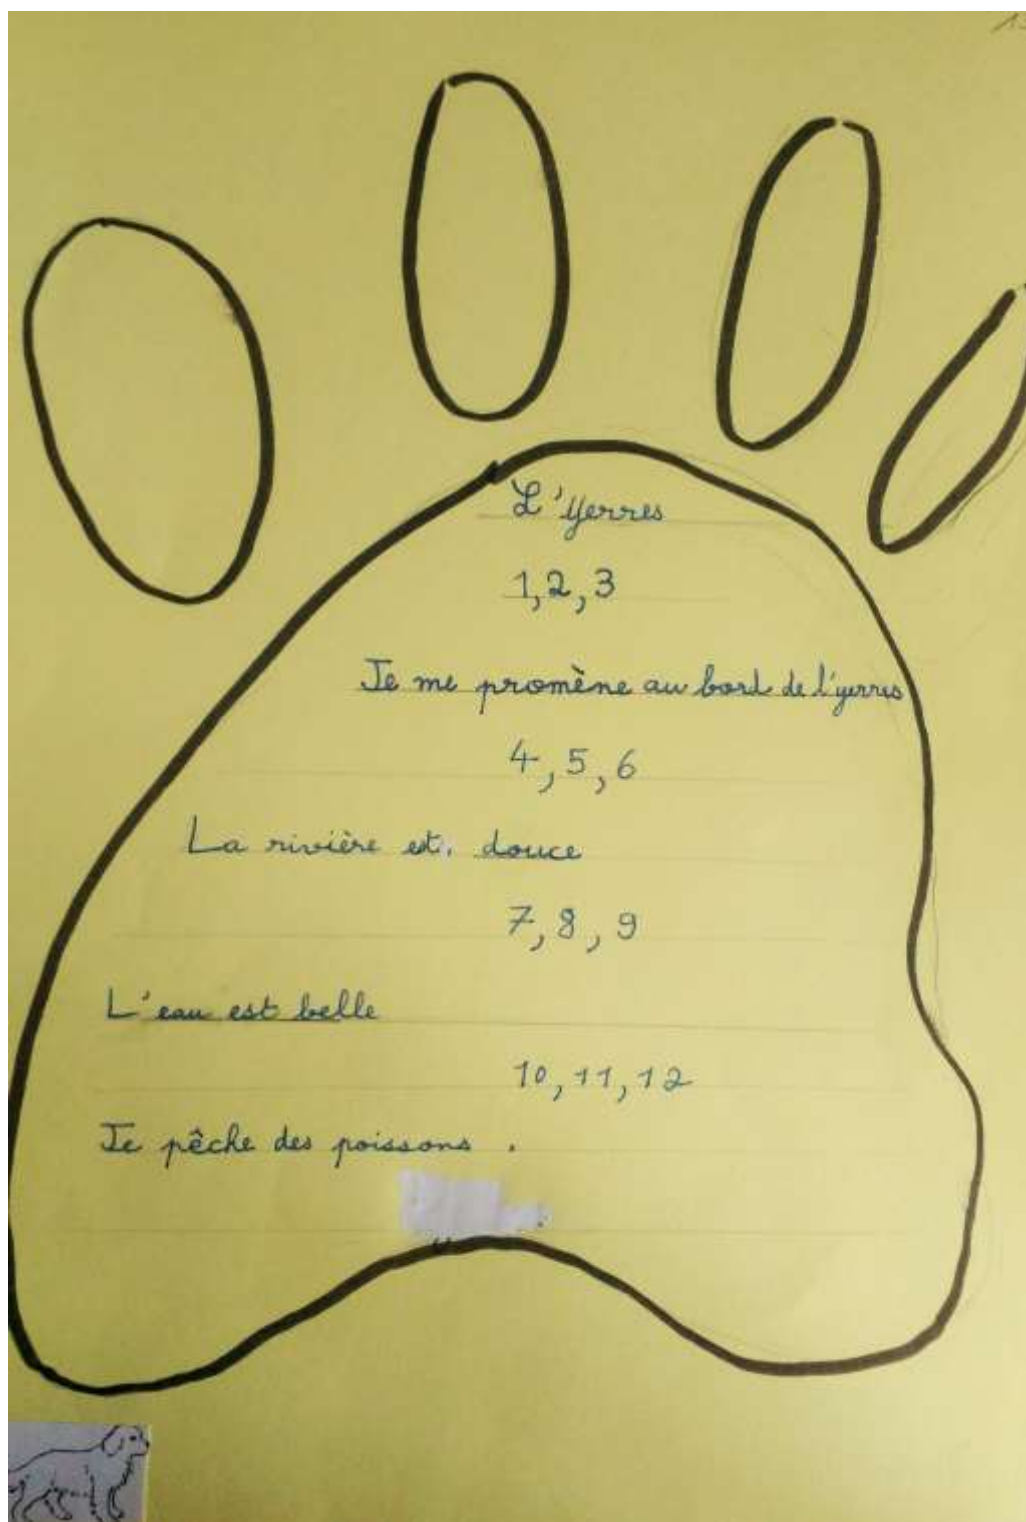 L'Yerres
1, 2, 3
Je me promène au bord de l'yerres
4, 5, 6
La rivière est. douce
7, 8, 9
L'eau est belle
10, 11, 12
Je pêche des poissons .